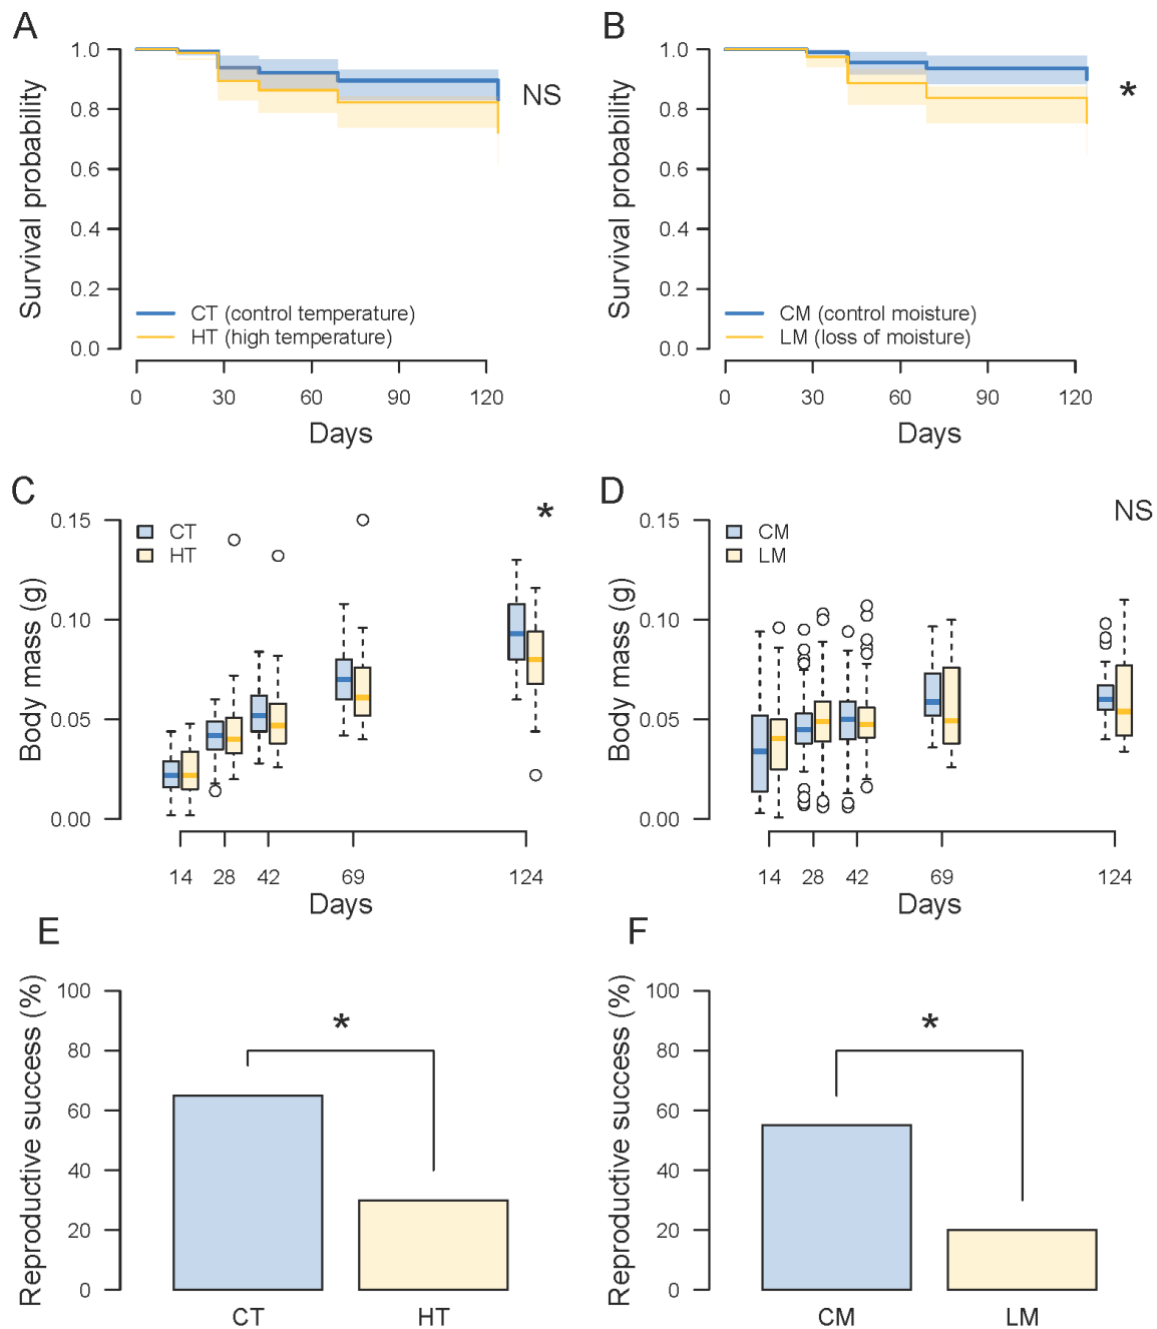 A
1.0
0.8
0.6
0.4
0.2
0.0
Survival probability
NS
CT (control temperature)
HT (high temperature)
0 30 60 90 120
Days
B
1.0
0.8
0.6
0.4
0.2
0.0
Survival probability
*
CM (control moisture)
LM (loss of moisture)
0 30 60 90 120
Days
C
0.15
0.10
0.05
0.00
Body mass (g)
CT
HT
*
14 28 42 69 124
Days
D
0.15
0.10
0.05
0.00
Body mass (g)
CM
LM
NS
14 28 42 69 124
Days
E
100
80
60
40
20
0
Reproductive success (%)
*
CT HT
F
100
80
60
40
20
0
Reproductive success (%)
*
CM LM